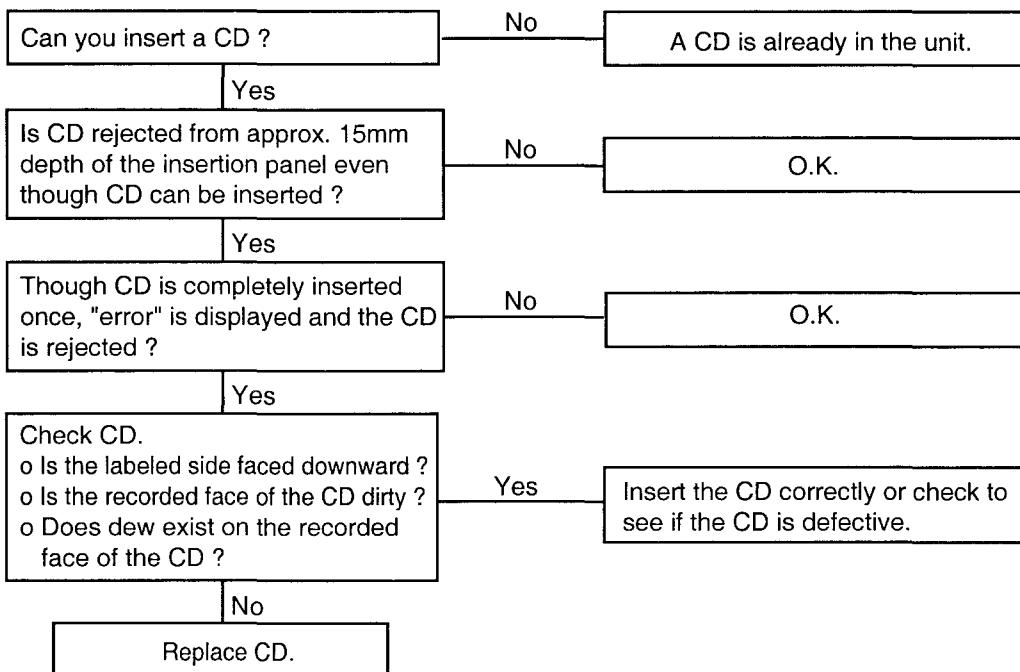 Can you insert a CD ?
No
A CD is already in the unit.
Yes
Is CD rejected from approx. 15mm
depth of the insertion panel even
though CD can be inserted ?
No
O.K.
Yes
Though CD is completely inserted
once, "error" is displayed and the CD
is rejected ?
No
O.K.
Yes
Check CD.
o Is the labeled side faced downward ?
o Is the recorded face of the CD dirty ?
o Does dew exist on the recorded
face of the CD ?
Yes
Insert the CD correctly or check to
see if the CD is defective.
No
Replace CD.